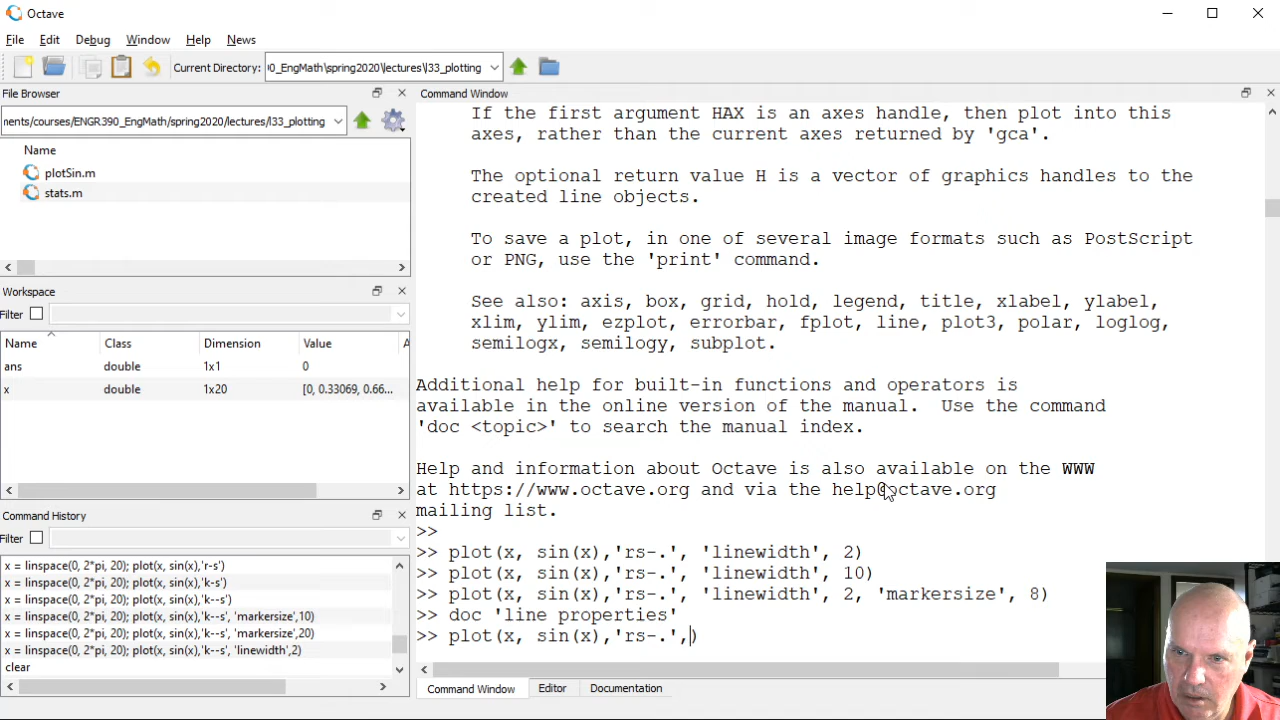 Octave
File Edit Debug Window Help News
Current Directory: )0_EngMath\spring2020\lectures\l33_plotting
File Browser
nents/courses/ENGR390_EngMath/spring2020/lectures/l33_plotting
Name
plotSin.m
stats.m
Workspace
Filter
Name Class Dimension Value A
ans double 1x1 0
x double 1x20 [0, 0.33069, 0.66...
Command History
Filter
x = linspace(0, 2*pi, 20); plot(x, sin(x),'r-s')
x = linspace(0, 2*pi, 20); plot(x, sin(x),'k-s')
x = linspace(0, 2*pi, 20); plot(x, sin(x),'k--s')
x = linspace(0, 2*pi, 20); plot(x, sin(x),'k--s', 'markersize',10)
x = linspace(0, 2*pi, 20); plot(x, sin(x),'k--s', 'markersize',20)
x = linspace(0, 2*pi, 20); plot(x, sin(x),'k--s', 'linewidth',2)
clear
Command Window
If the first argument HAX is an axes handle, then plot into this
axes, rather than the current axes returned by 'gca'.
The optional return value H is a vector of graphics handles to the
created line objects.
To save a plot, in one of several image formats such as PostScript
or PNG, use the 'print' command.
See also: axis, box, grid, hold, legend, title, xlabel, ylabel,
xlim, ylim, ezplot, errorbar, fplot, line, plot3, polar, loglog,
semilogx, semilogy, subplot.
Additional help for built-in functions and operators is
available in the online version of the manual.  Use the command
'doc <topic>' to search the manual index.
Help and information about Octave is also available on the WWW
at https://www.octave.org and via the help@octave.org
mailing list.
>>
>> plot(x, sin(x),'rs-.', 'linewidth', 2)
>> plot(x, sin(x),'rs-.', 'linewidth', 10)
>> plot(x, sin(x),'rs-.', 'linewidth', 2, 'markersize', 8)
>> doc 'line properties'
>> plot(x, sin(x),'rs-.',)
Command Window Editor Documentation